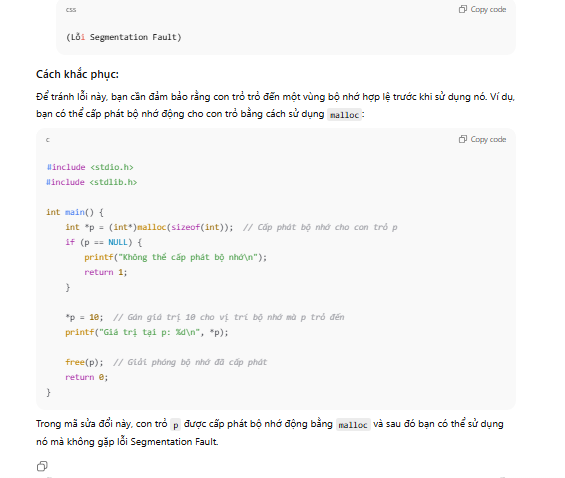 css
Copy code
(Lỗi Segmentation Fault)
Cách khắc phục:
Để tránh lỗi này, bạn cần đảm bảo rằng con trỏ trỏ đến một vùng bộ nhớ hợp lệ trước khi sử dụng nó. Ví dụ,
bạn có thể cấp phát bộ nhớ động cho con trỏ bằng cách sử dụng malloc:
c
Copy code
#include <stdio.h>
#include <stdlib.h>
int main() {
int *p = (int*)malloc(sizeof(int)); // Cấp phát bộ nhớ cho con trỏ p
if (p == NULL) {
printf("Không thể cấp phát bộ nhớ\n");
return 1;
}
*p = 10; // Gán giá trị 10 cho vị trí bộ nhớ mà p trỏ đến
printf("Giá trị tại p: %d\n", *p);
free(p); // Giải phóng bộ nhớ đã cấp phát
return 0;
}
Trong mã sửa đổi này, con trỏ p được cấp phát bộ nhớ động bằng malloc và sau đó bạn có thể sử dụng
nó mà không gặp lỗi Segmentation Fault.